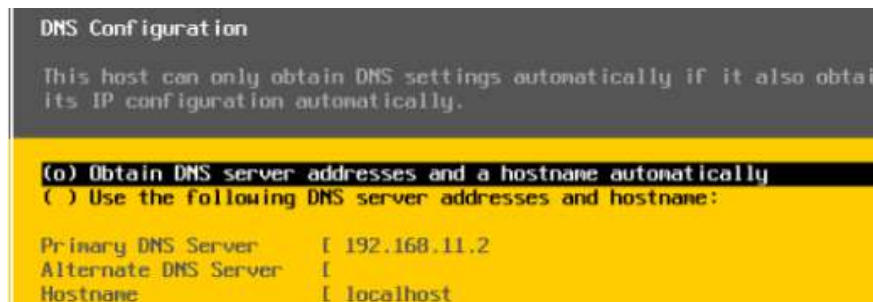 DNS Configuration
This host can only obtain DNS settings automatically if it also obtai
its IP configuration automatically.
(o) Obtain DNS server addresses and a hostname automatically
( ) Use the following DNS server addresses and hostname:
Primary DNS Server [ 192.168.11.2
Alternate DNS Server [
Hostname [ localhost